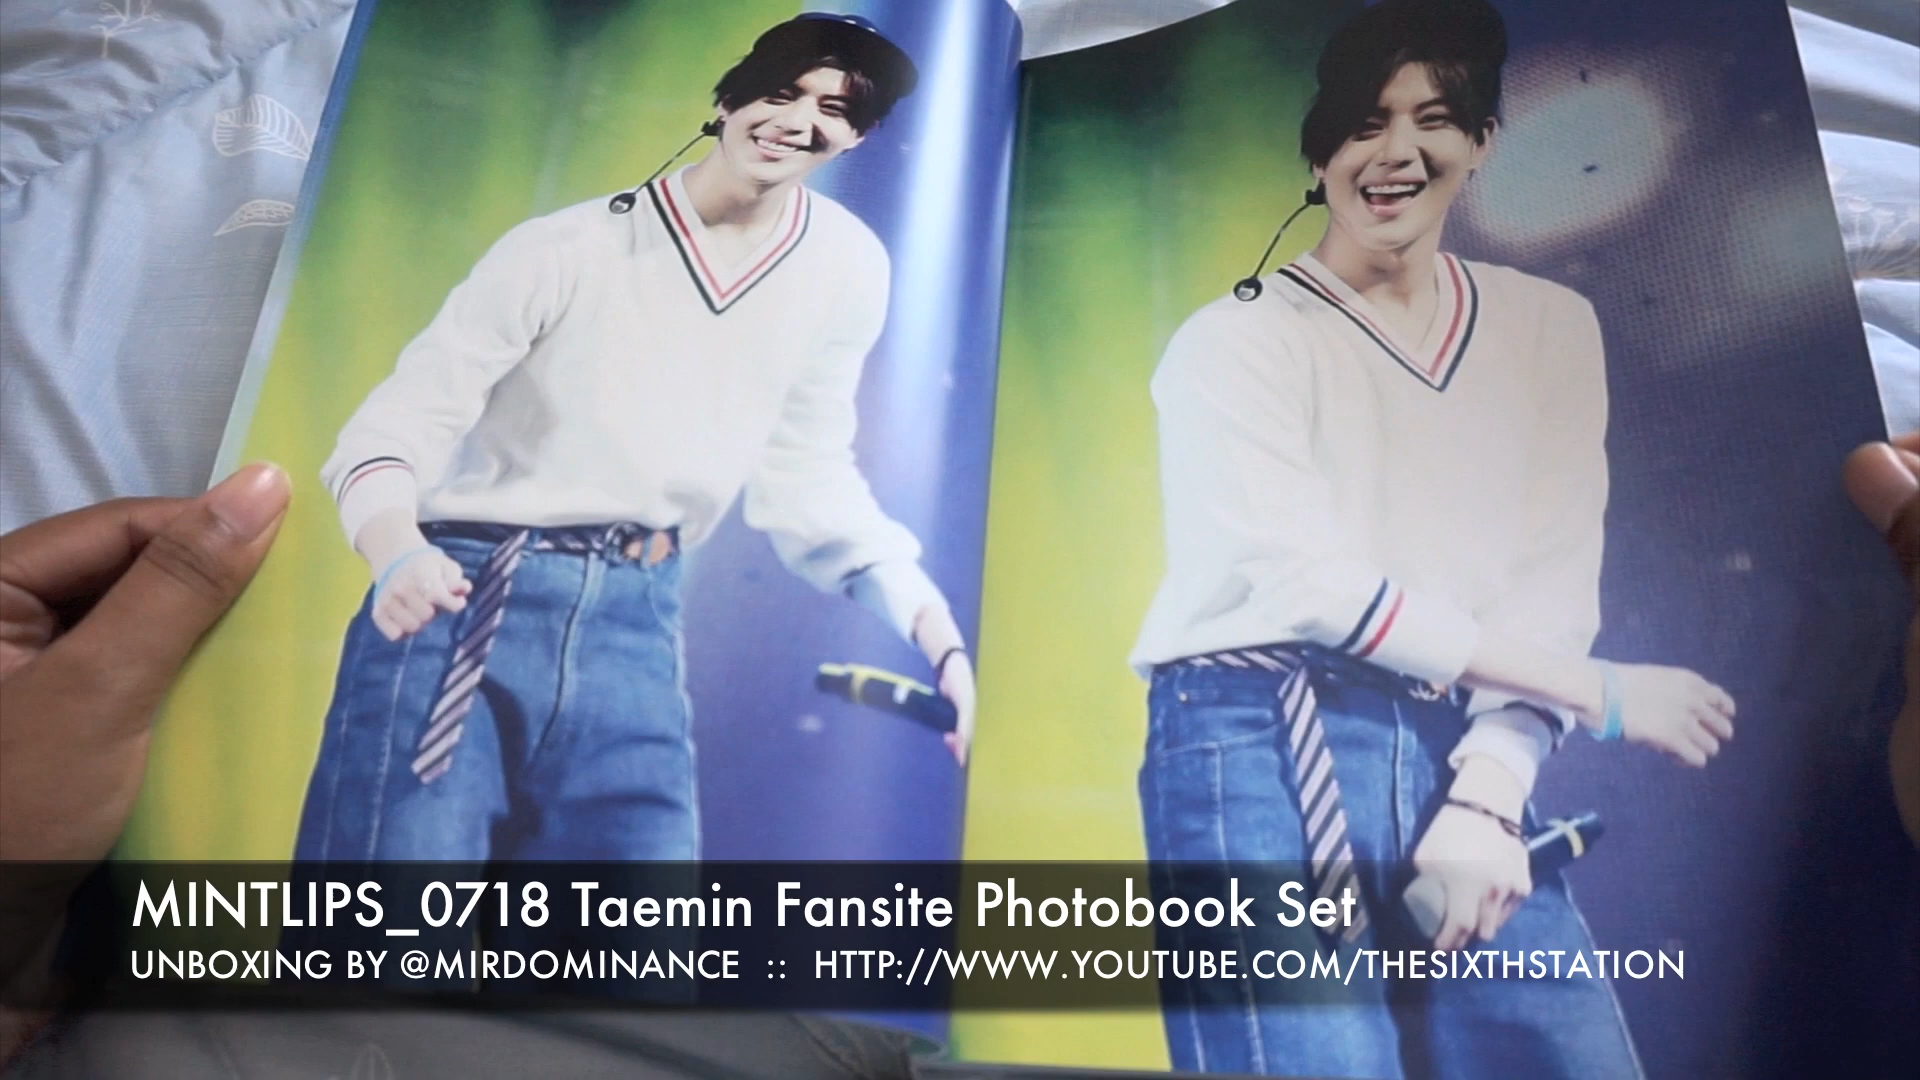 MINTLIPS_0718 Taemin Fansite Photobook Set
UNBOXING BY @MIRDOMINANCE :: HTTP://WWW.YOUTUBE.COM/THESIXTHSTATION